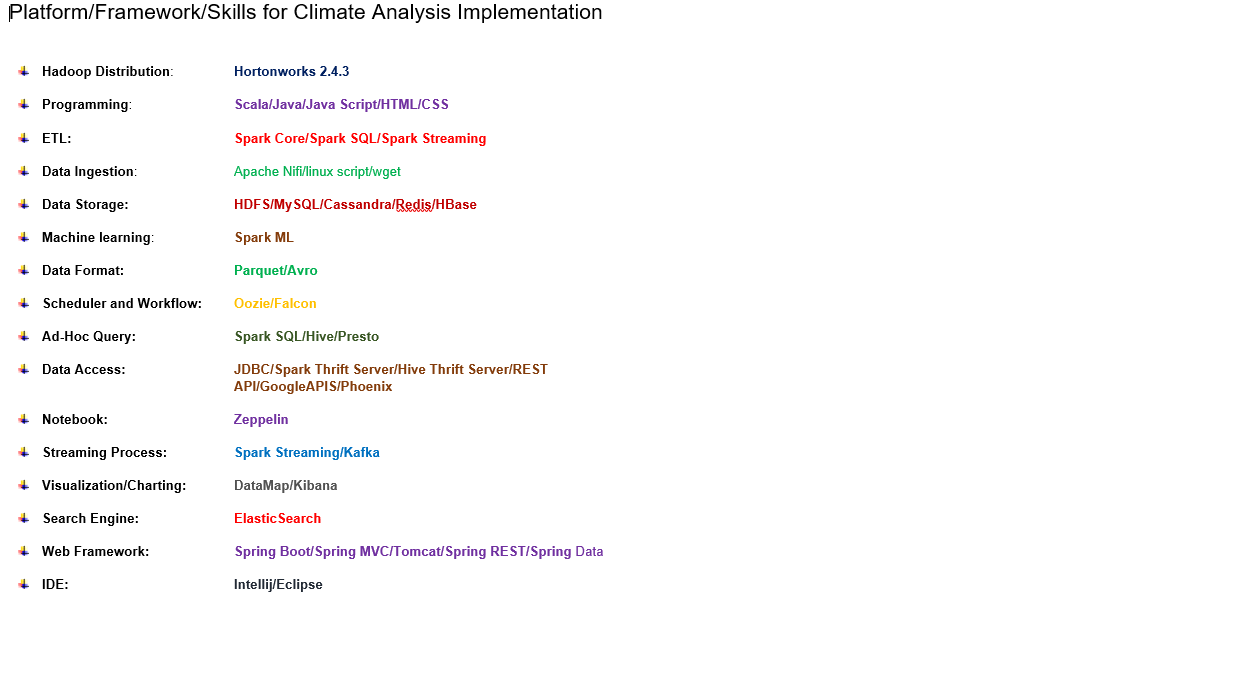 Platform/Framework/Skills for Climate Analysis Implementation
Hadoop Distribution: Hortonworks 2.4.3
Programming: Scala/Java/Java Script/HTML/CSS
ETL: Spark Core/Spark SQL/Spark Streaming
Data Ingestion: Apache Nifi/linux script/wget
Data Storage: HDFS/MySQL/Cassandra/Redis/HBase
Machine learning: Spark ML
Data Format: Parquet/Avro
Scheduler and Workflow: Oozie/Falcon
Ad-Hoc Query: Spark SQL/Hive/Presto
Data Access: JDBC/Spark Thrift Server/Hive Thrift Server/REST
API/GoogleAPIS/Phoenix
Notebook: Zeppelin
Streaming Process: Spark Streaming/Kafka
Visualization/Charting: DataMap/Kibana
Search Engine: ElasticSearch
Web Framework: Spring Boot/Spring MVC/Tomcat/Spring REST/Spring Data
IDE: Intellij/Eclipse